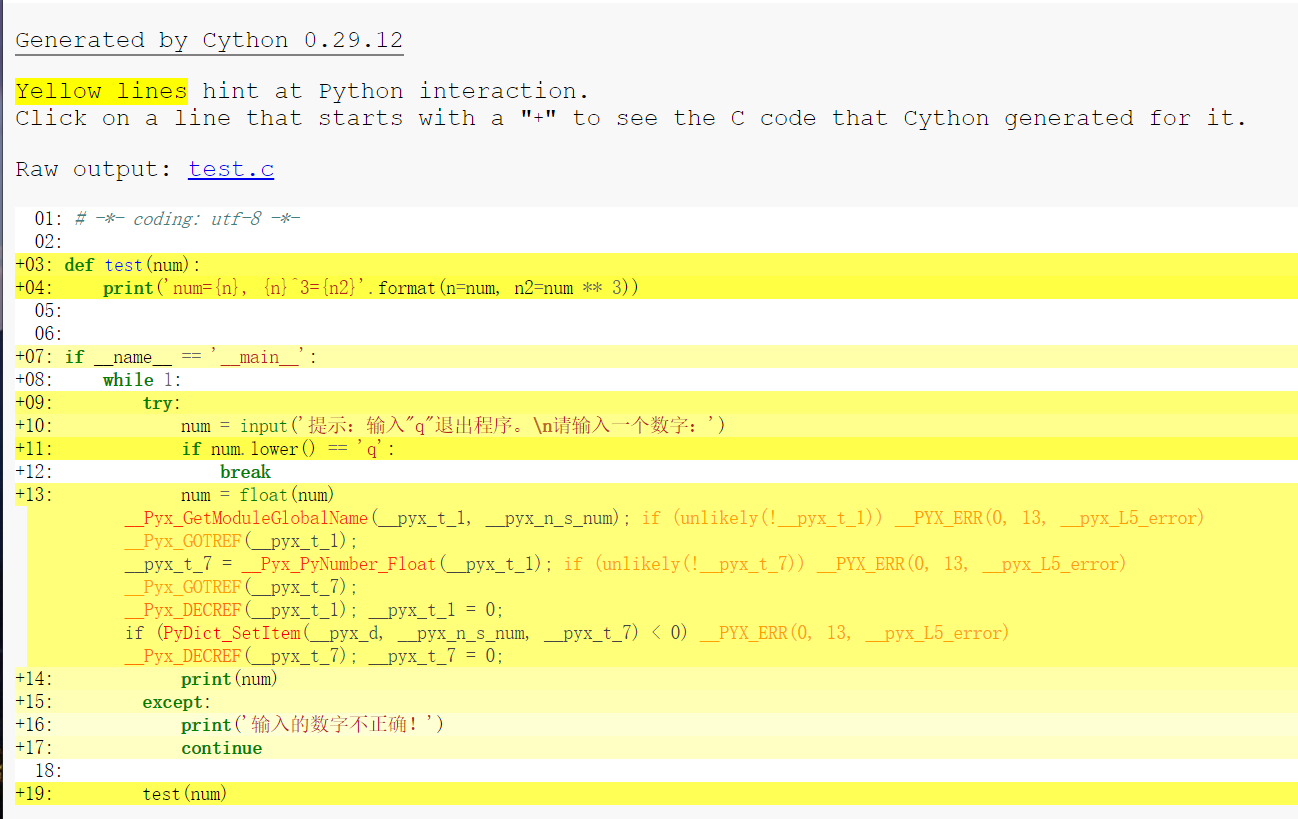 Generated by Cython 0.29.12
Yellow lines hint at Python interaction.
Click on a line that starts with a "+" to see the C code that Cython generated for it.
Raw output: test.c
01: # -*- coding: utf-8 -*-
02:
+03: def test(num):
+04:     print('num={n}, {n}^3={n2}'.format(n=num, n2=num ** 3))
05:
06:
+07: if __name__ == '__main__':
+08:     while 1:
+09:         try:
+10:             num = input('提示：输入"q"退出程序。\n请输入一个数字：')
+11:             if num.lower() == 'q':
+12:                 break
+13:             num = float(num)
__Pyx_GetModuleGlobalName(__pyx_t_1, __pyx_n_s_num); if (unlikely(!__pyx_t_1)) __PYX_ERR(0, 13, __pyx_L5_error)
__Pyx_GOTREF(__pyx_t_1);
__pyx_t_7 = __Pyx_PyNumber_Float(__pyx_t_1); if (unlikely(!__pyx_t_7)) __PYX_ERR(0, 13, __pyx_L5_error)
__Pyx_GOTREF(__pyx_t_7);
__Pyx_DECREF(__pyx_t_1); __pyx_t_1 = 0;
if (PyDict_SetItem(__pyx_d, __pyx_n_s_num, __pyx_t_7) < 0) __PYX_ERR(0, 13, __pyx_L5_error)
__Pyx_DECREF(__pyx_t_7); __pyx_t_7 = 0;
+14:             print(num)
+15:         except:
+16:             print('输入的数字不正确！')
+17:             continue
18:
+19:         test(num)